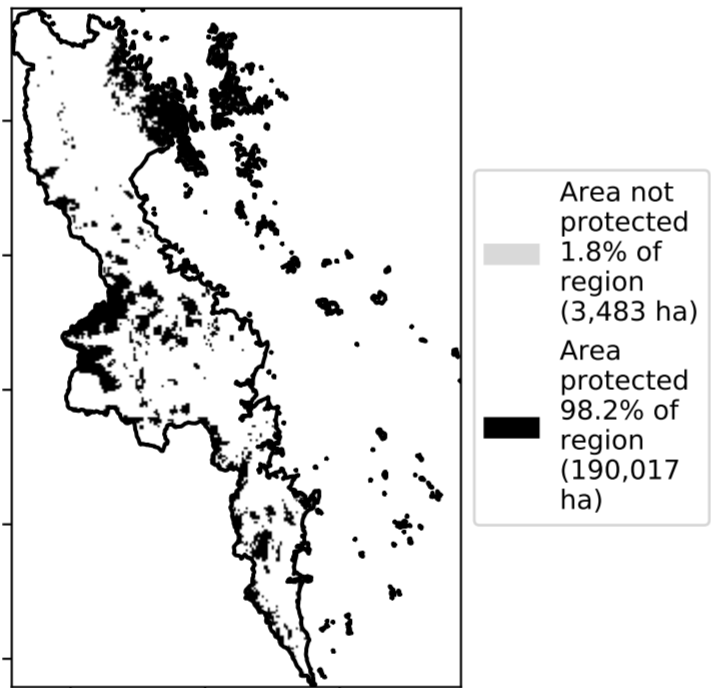 Area not
protected
1.8% of
region
(3,483 ha)
Area
protected
98.2% of
region
(190,017
ha)